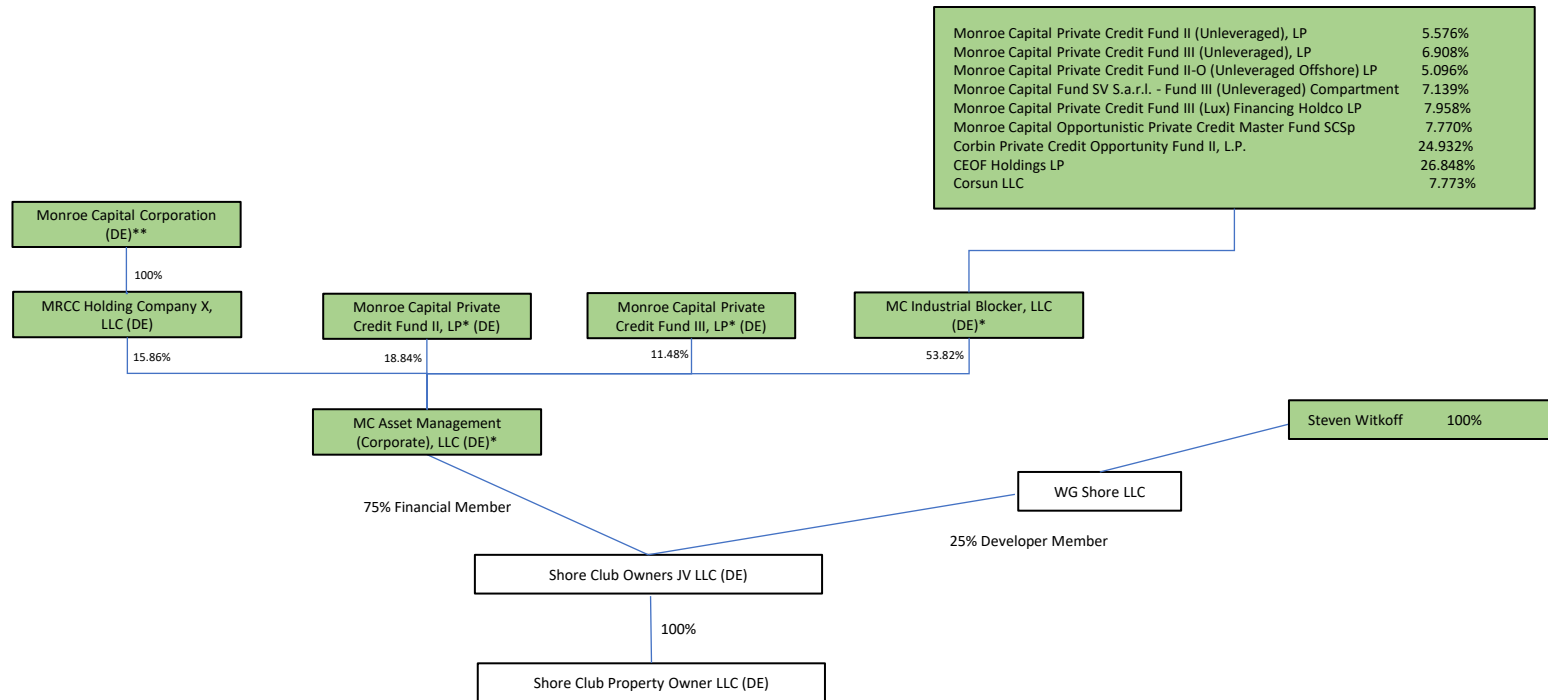 Monroe Capital Private Credit Fund II (Unleveraged), LP 5.576%
Monroe Capital Private Credit Fund III (Unleveraged), LP 6.908%
Monroe Capital Private Credit Fund II-O (Unleveraged Offshore) LP 5.096%
Monroe Capital Fund SV S.a.r.l. - Fund III (Unleveraged) Compartment 7.139%
Monroe Capital Private Credit Fund III (Lux) Financing Holdco LP 7.958%
Monroe Capital Opportunistic Private Credit Master Fund SCSp 7.770%
Corbin Private Credit Opportunity Fund II, L.P. 24.932%
CEOF Holdings LP 26.848%
Corsun LLC 7.773%
Monroe Capital Corporation
(DE)**
100%
MRCC Holding Company X,
LLC (DE)
Monroe Capital Private
Credit Fund II, LP* (DE)
Monroe Capital Private
Credit Fund III, LP* (DE)
MC Industrial Blocker, LLC
(DE)*
15.86%
18.84%
11.48%
53.82%
MC Asset Management
(Corporate), LLC (DE)*
Steven Witkoff 100%
WG Shore LLC
75% Financial Member
25% Developer Member
Shore Club Owners JV LLC (DE)
100%
Shore Club Property Owner LLC (DE)